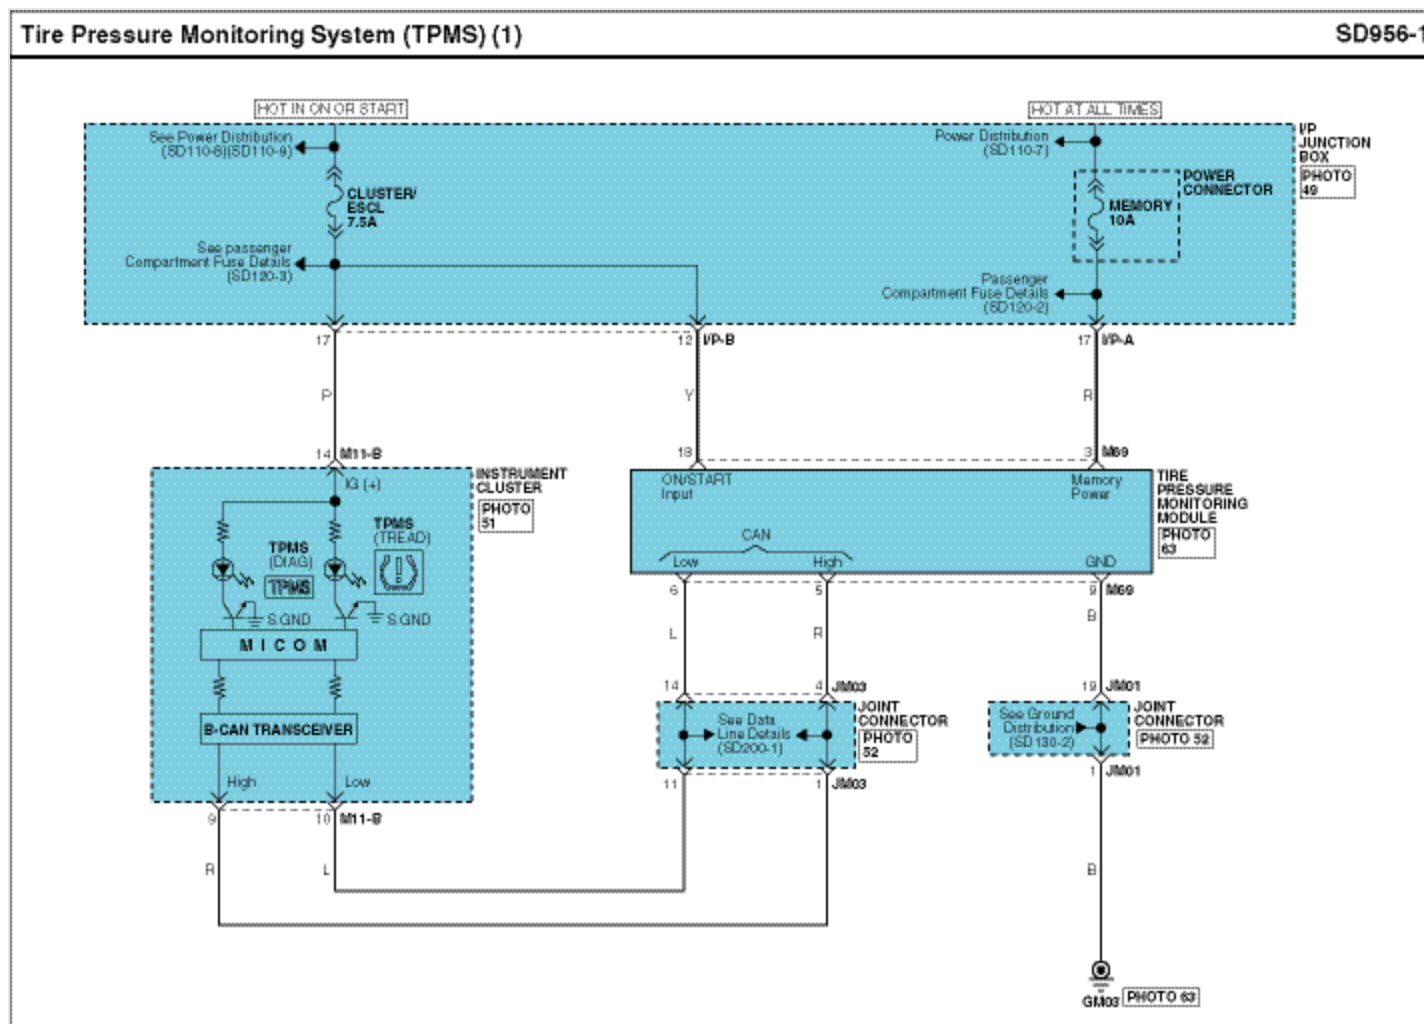 Tire Pressure Monitoring System (TPMS) (1)
SD956-1
HOT IN ON OR START
HOT AT ALL TIMES
See Power Distribution
(SD110-8)(SD110-9)
CLUSTER/
ESCL
7.5A
See passenger
Compartment Fuse Details
(SD120-3)
Power Distribution
(SD110-7)
POWER
CONNECTOR
MEMORY
10A
Passenger
Compartment Fuse Details
(SD120-2)
I/P
JUNCTION
BOX
PHOTO
49
17
12
I/P-B
17
I/P-A
P
Y
R
14
M11-B
18
3
M69
IG (+)
INSTRUMENT
CLUSTER
PHOTO
51
TPMS
(DIAG)
TPMS
TPMS
(TREAD)
S.GND
S.GND
MICOM
B-CAN TRANSCEIVER
High
Low
9
10
M11-B
R
L
ON/START
Input
Memory
Power
CAN
Low
High
GND
TIRE
PRESSURE
MONITORING
MODULE
PHOTO
63
6
5
9
M69
L
R
B
14
4
JM03
19
JM01
See Data
Line Details
(SD200-1)
JOINT
CONNECTOR
PHOTO
52
See Ground
Distribution
(SD130-2)
JOINT
CONNECTOR
PHOTO 52
11
1
JM03
1
JM01
B
GM03
PHOTO 63